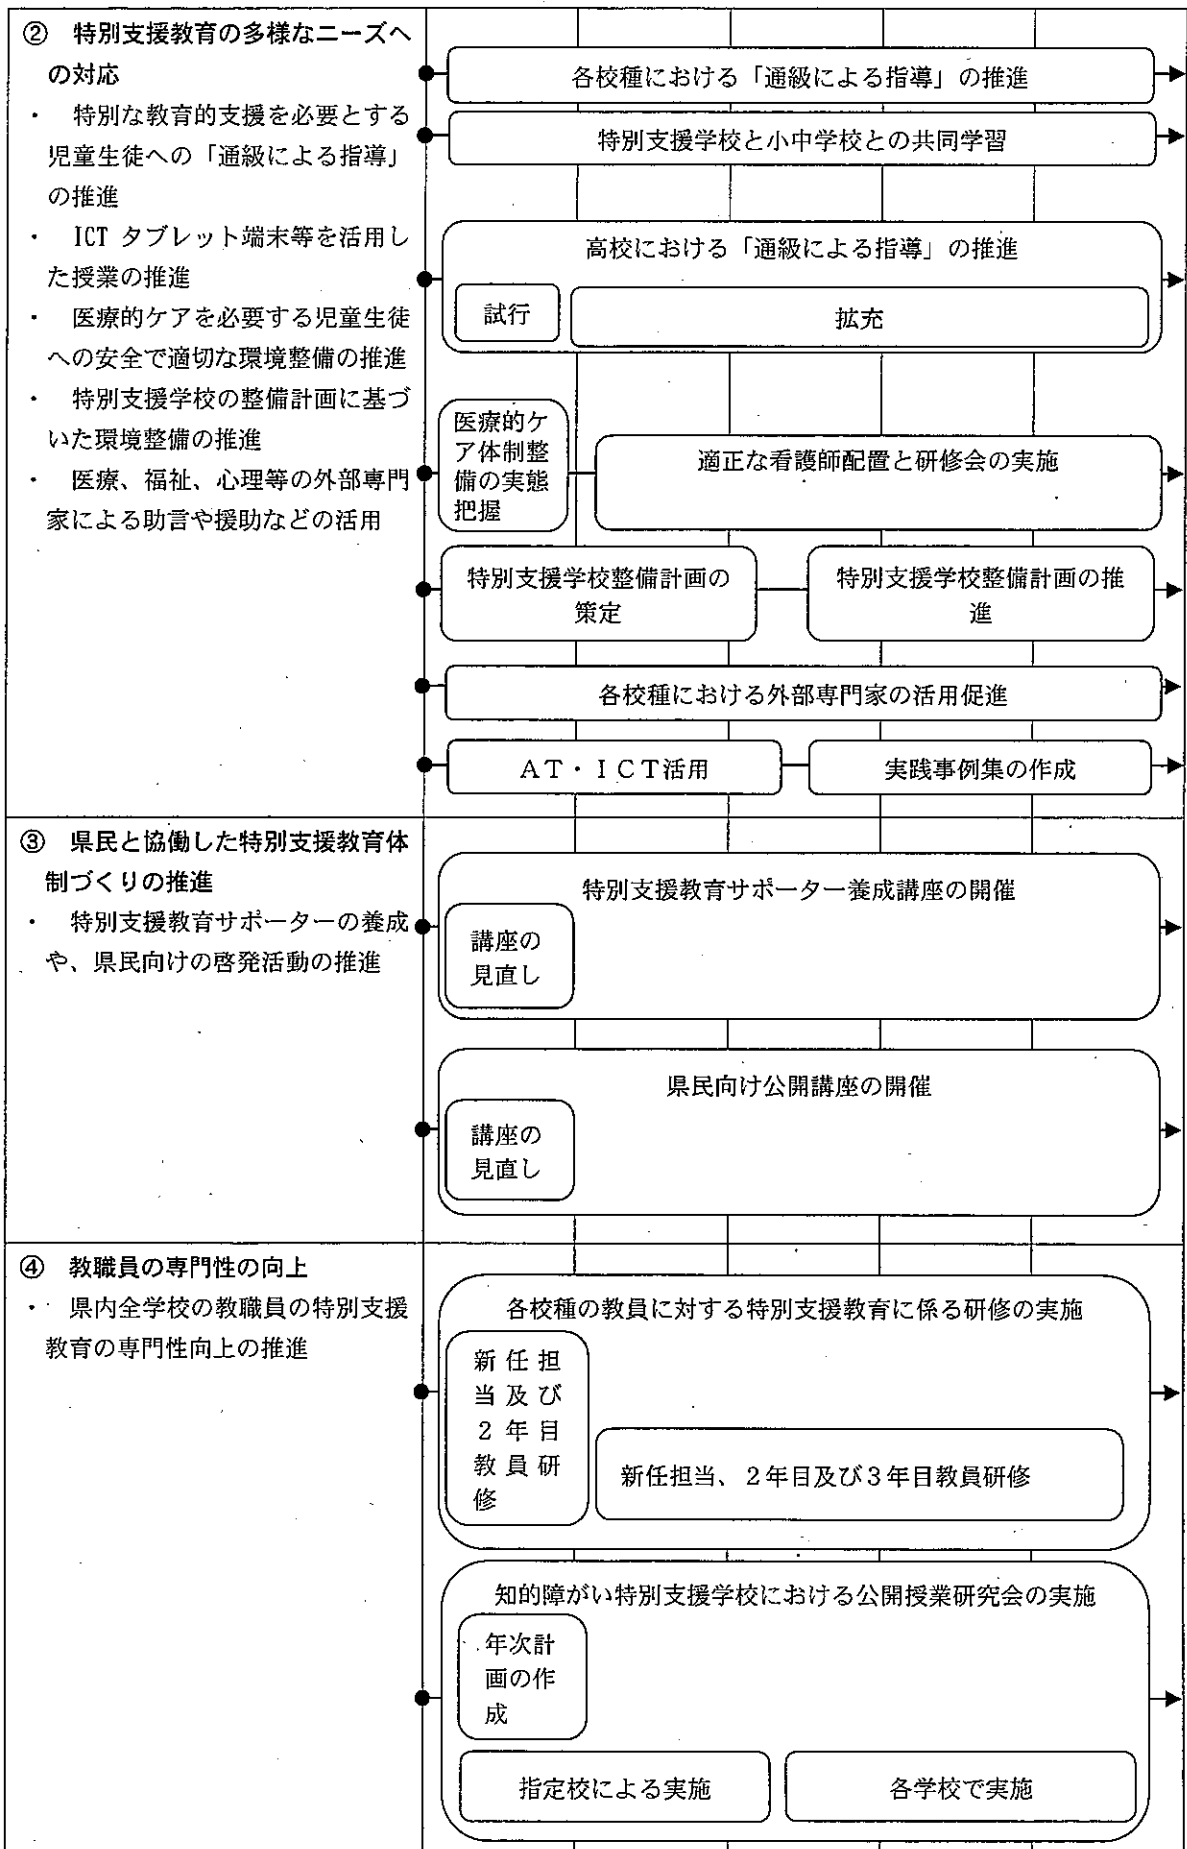 ② 特別支援教育の多様なニーズへ
の対応
・ 特別な教育的支援を必要とする
児童生徒への「通級による指導」
の推進
・ ICT タブレット端末等を活用し
た授業の推進
・ 医療的ケアを必要する児童生徒
への安全で適切な環境整備の推進
・ 特別支援学校の整備計画に基づ
いた環境整備の推進
・ 医療、福祉、心理等の外部専門
家による助言や援助などの活用
各校種における「通級による指導」の推進
特別支援学校と小中学校との共同学習
高校における「通級による指導」の推進
試行
拡充
医療的ケ
ア体制整
備の実態
把握
適正な看護師配置と研修会の実施
特別支援学校整備計画の
策定
特別支援学校整備計画の推
進
各校種における外部専門家の活用促進
AT・ICT活用
実践事例集の作成
③ 県民と協働した特別支援教育体
制づくりの推進
・ 特別支援教育サポーターの養成
や、県民向けの啓発活動の推進
特別支援教育サポーター養成講座の開催
講座の
見直し
県民向け公開講座の開催
講座の
見直し
④ 教職員の専門性の向上
・ 県内全学校の教職員の特別支援
教育の専門性向上の推進
各校種の教員に対する特別支援教育に係る研修の実施
新任担
当及び
2年目
教員研
修
新任担当、2年目及び3年目教員研修
知的障がい特別支援学校における公開授業研究会の実施
年次計
画の作
成
指定校による実施
各学校で実施